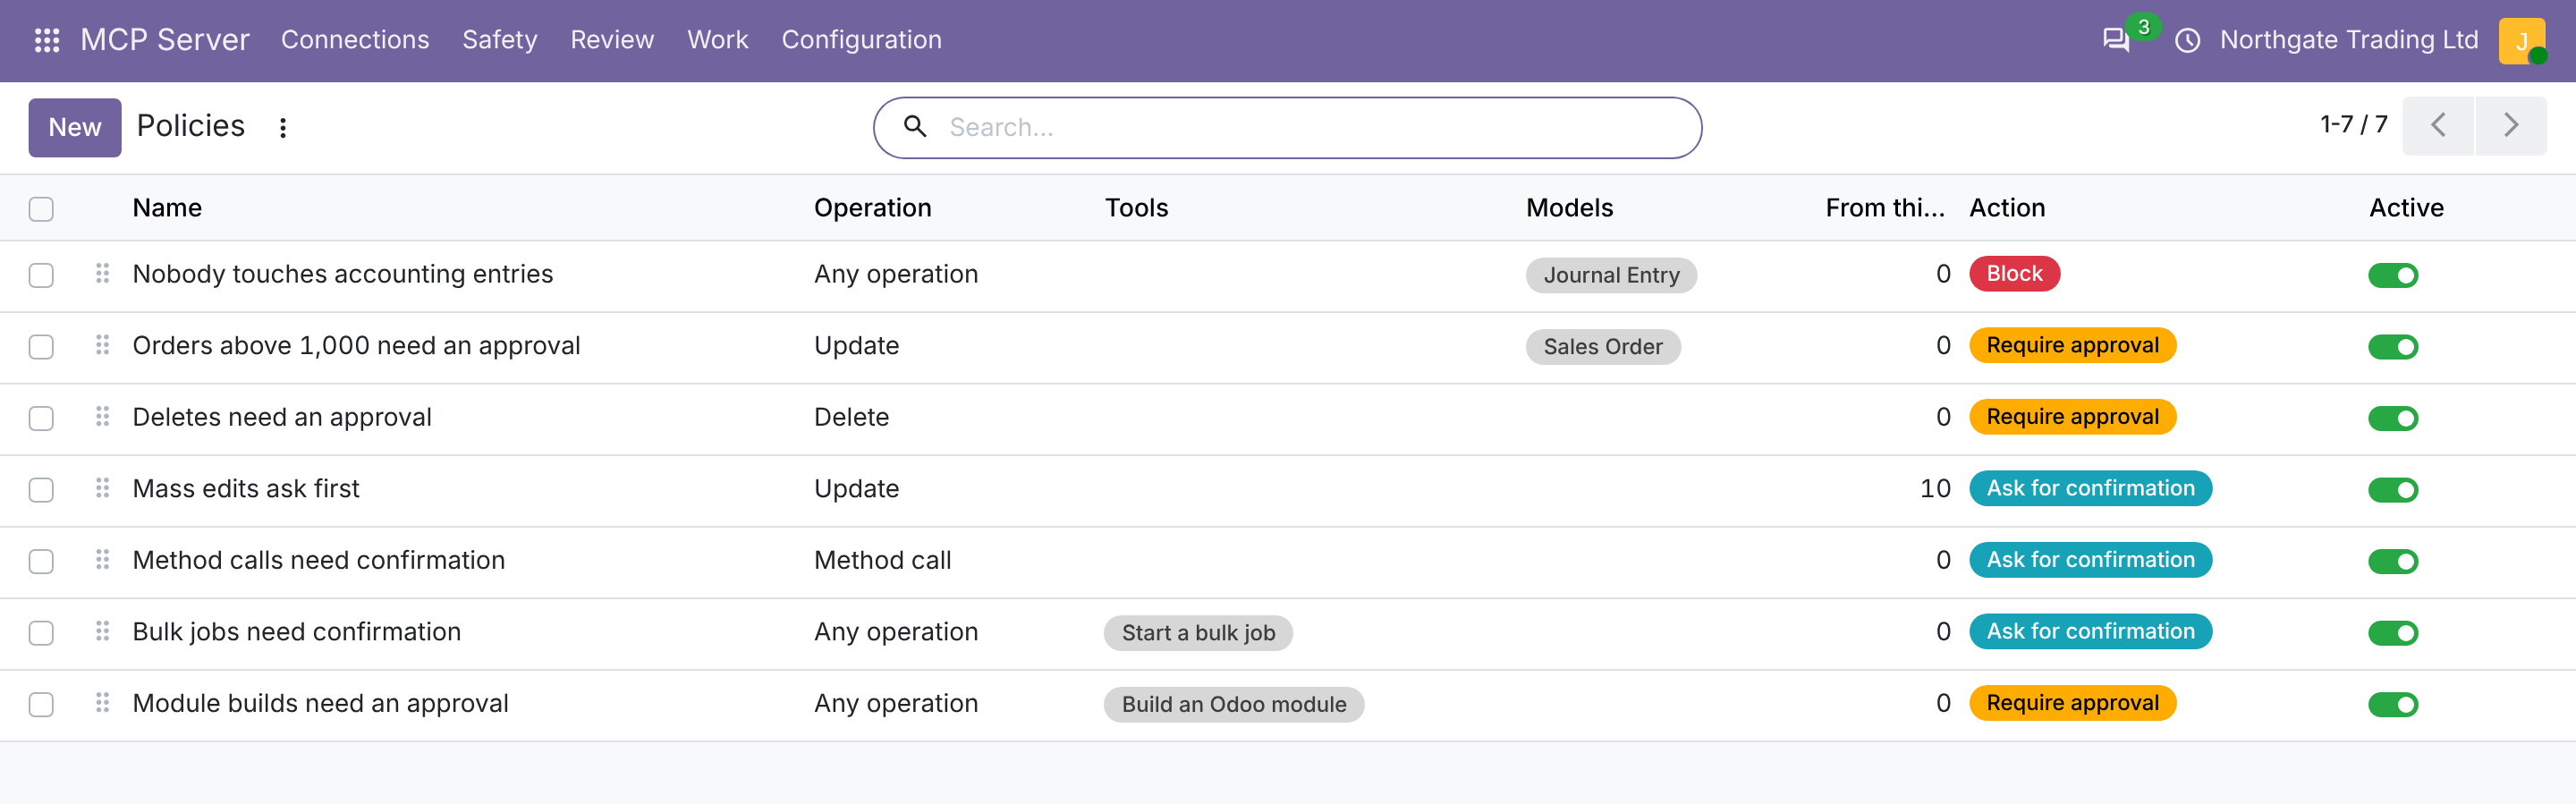 MCP Server Connections Safety Review Work Configuration 3 Northgate Trading Ltd J
New Policies Search... 1-7 / 7
Name Operation Tools Models From thi... Action Active
Nobody touches accounting entries Any operation Journal Entry 0 Block
Orders above 1,000 need an approval Update Sales Order 0 Require approval
Deletes need an approval Delete 0 Require approval
Mass edits ask first Update 10 Ask for confirmation
Method calls need confirmation Method call 0 Ask for confirmation
Bulk jobs need confirmation Any operation Start a bulk job 0 Ask for confirmation
Module builds need an approval Any operation Build an Odoo module 0 Require approval